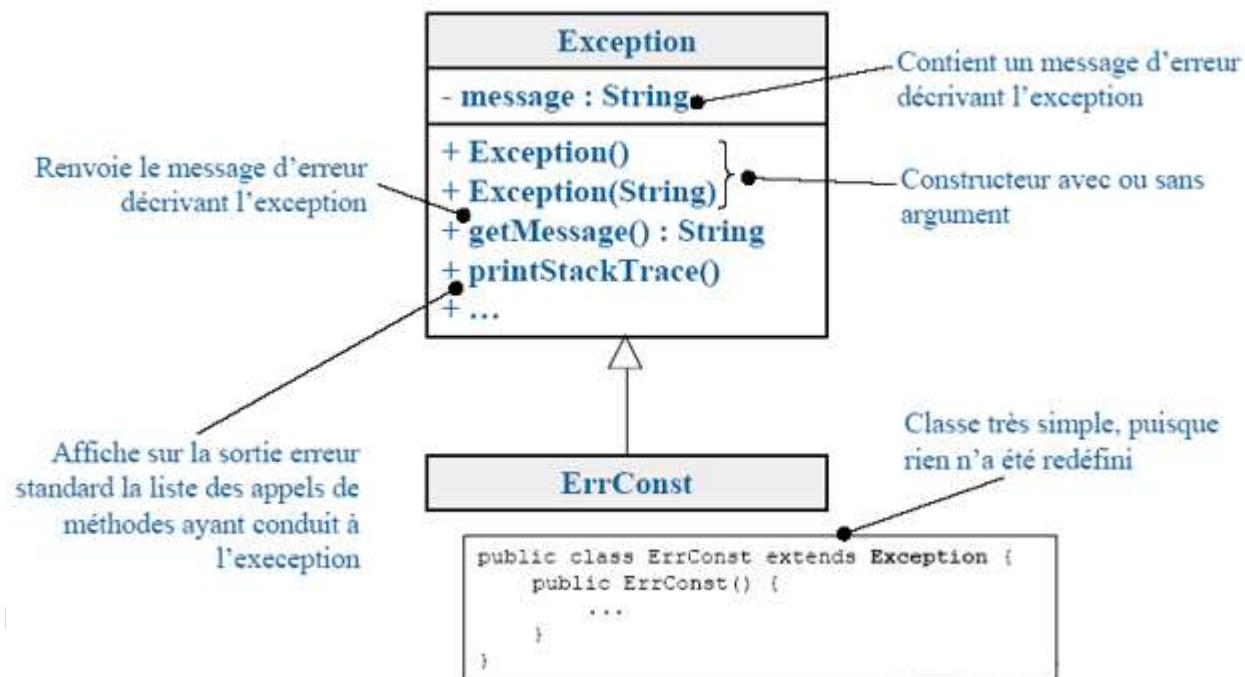 Exception
- message : String
Contient un message d'erreur
décrivant l'exception
+ Exception()
+ Exception(String)
+ getMessage() : String
+ printStackTrace()
+ ...
Renvoie le message d'erreur
décrivant l'exception
Constructeur avec ou sans
argument
Affiche sur la sortie erreur
standard la liste des appels de
méthodes ayant conduit à
l'exeception
ErrConst
Classe très simple, puisque
rien n'a été redéfini
public class ErrConst extends Exception {
public ErrConst() {
...
}
}